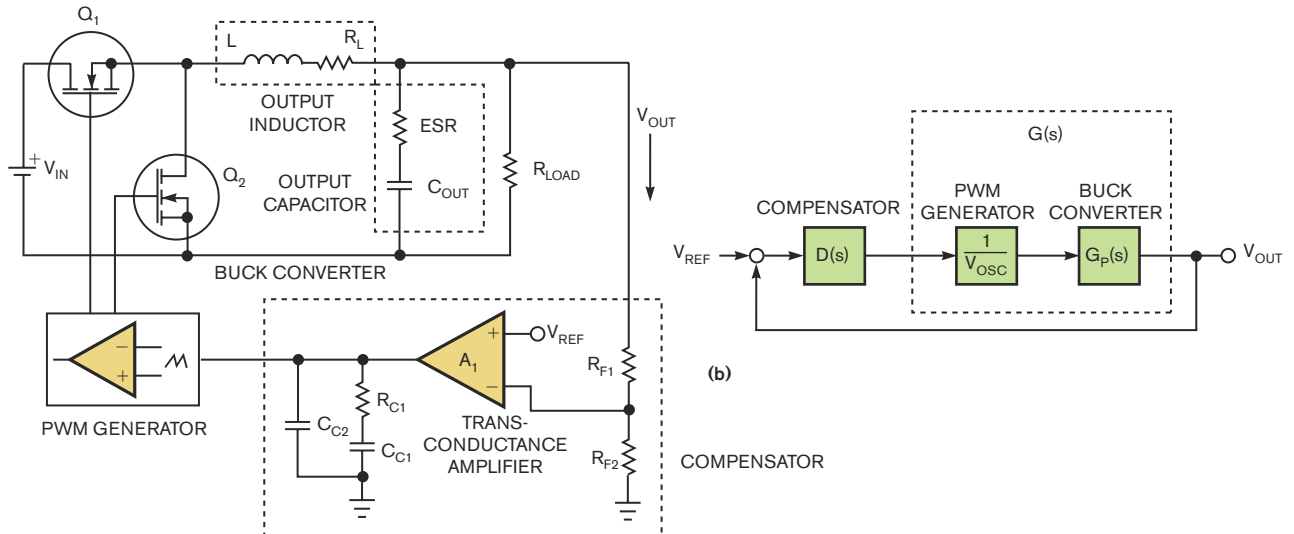 Q1
L
RL
OUTPUT
INDUCTOR
ESR
VOUT
+
VIN
Q2
OUTPUT
CAPACITOR
COUT
RLOAD
BUCK CONVERTER
−
+
PWM GENERATOR
+
VREF
A1
−
RF1
RC1
CC2
CC1
TRANS-
CONDUCTANCE
AMPLIFIER
RF2
COMPENSATOR
G(s)
PWM
GENERATOR
BUCK
CONVERTER
COMPENSATOR
VREF
D(s)
1
VOSC
GP(s)
VOUT
(b)